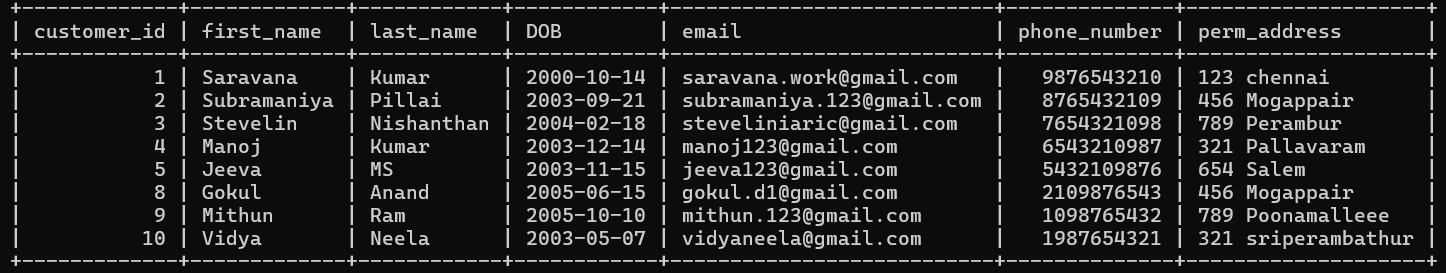 customer_id | first_name | last_name | DOB | email | phone_number | perm_address
1 | Saravana | Kumar | 2000-10-14 | saravana.work@gmail.com | 9876543210 | 123 chennai
2 | Subramaniya | Pillai | 2003-09-21 | subramaniya.123@gmail.com | 8765432109 | 456 Mogappair
3 | Stevelin | Nishanthan | 2004-02-18 | steveliniaric@gmail.com | 7654321098 | 789 Perambur
4 | Manoj | Kumar | 2003-12-14 | manoj123@gmail.com | 6543210987 | 321 Pallavaram
5 | Jeeva | MS | 2003-11-15 | jeeva123@gmail.com | 5432109876 | 654 Salem
8 | Gokul | Anand | 2005-06-15 | gokul.d1@gmail.com | 2109876543 | 456 Mogappair
9 | Mithun | Ram | 2005-10-10 | mithun.123@gmail.com | 1098765432 | 789 Poonamalleee
10 | Vidya | Neela | 2003-05-07 | vidyaneela@gmail.com | 1987654321 | 321 sriperambathur